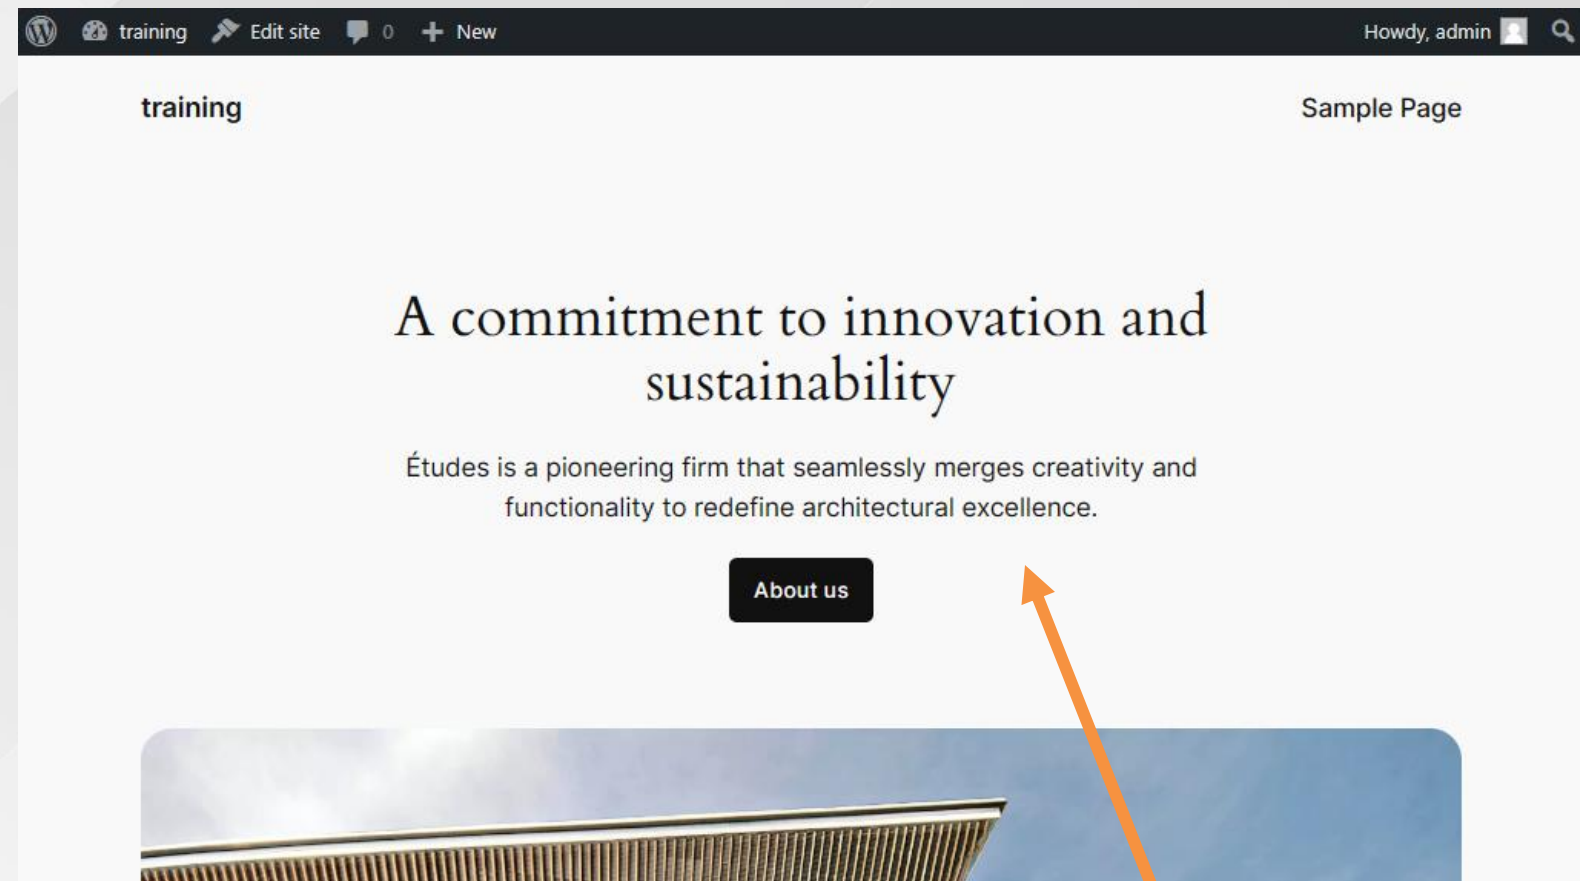 training Edit site 0 New Howdy, admin
training Sample Page
A commitment to innovation and
sustainability
Études is a pioneering firm that seamlessly merges creativity and
functionality to redefine architectural excellence.
About us